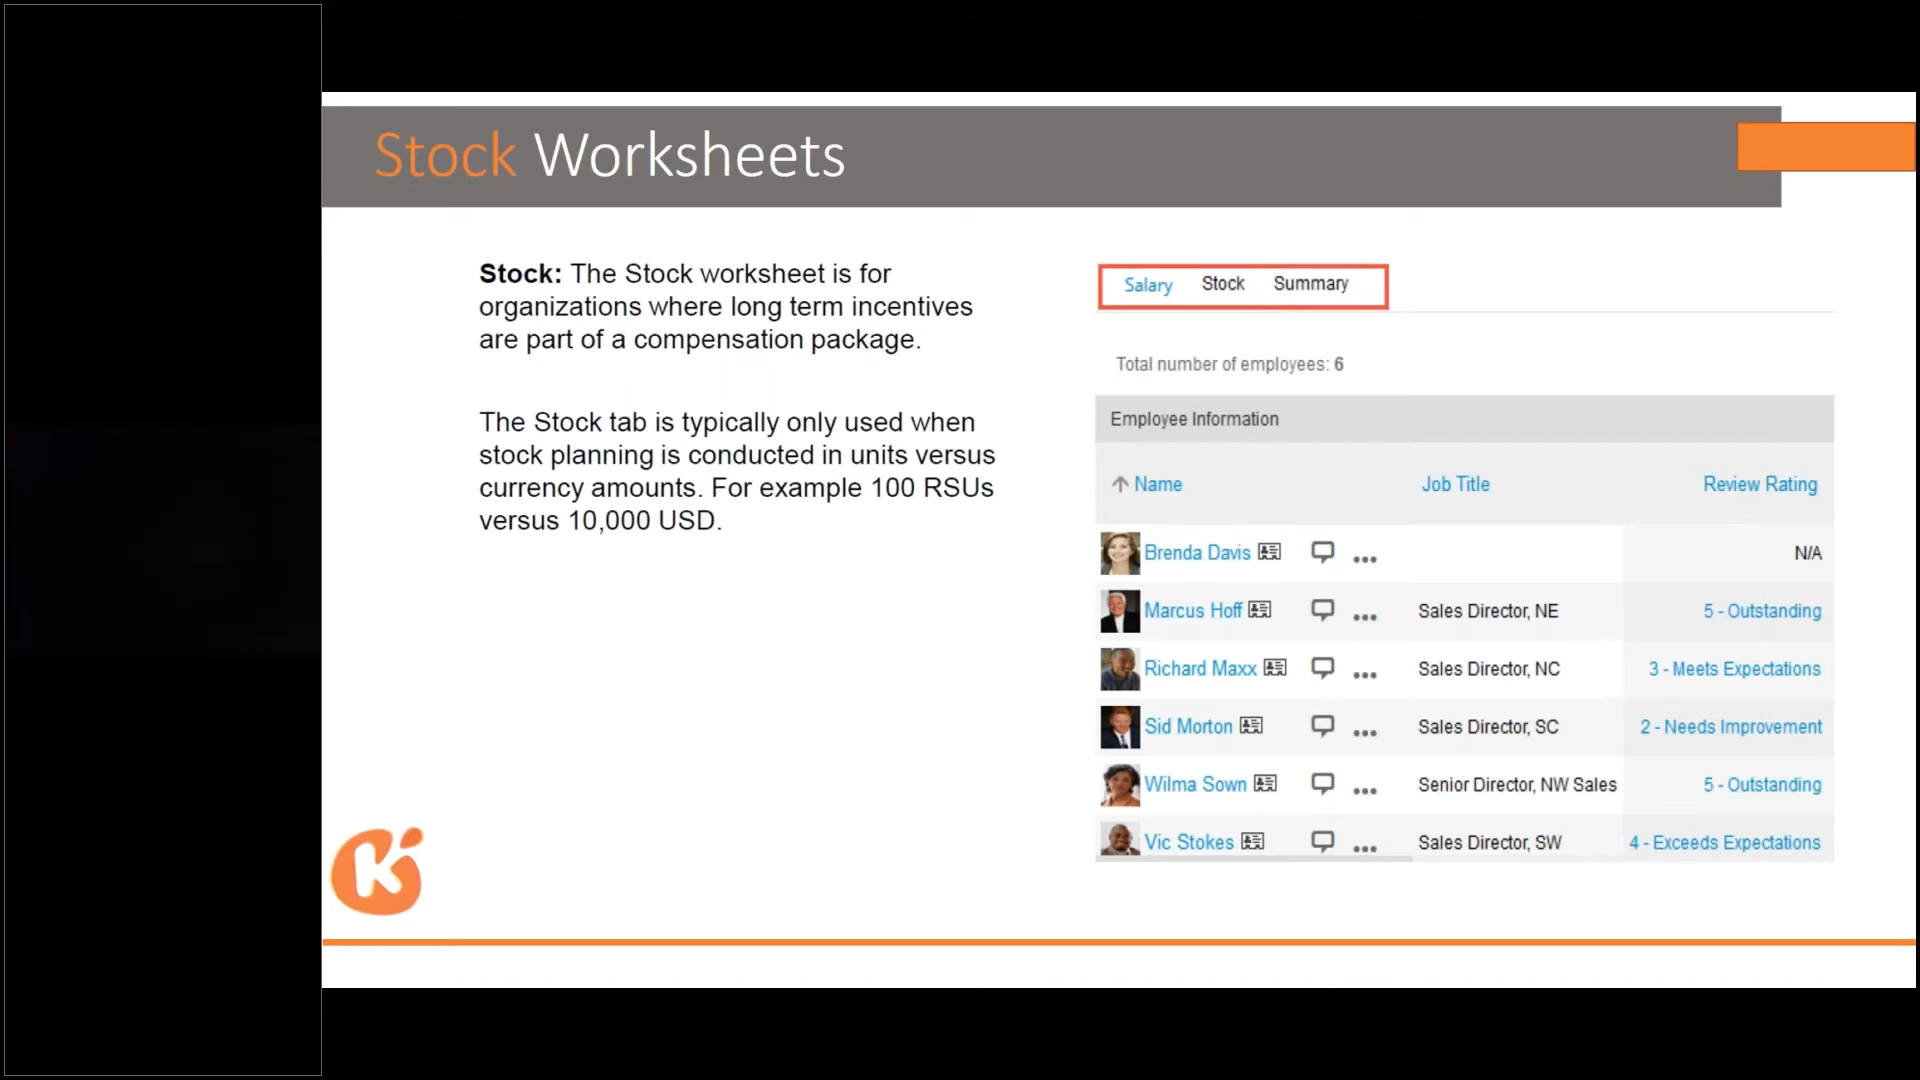 Stock Worksheets
Stock: The Stock worksheet is for
organizations where long term incentives
are part of a compensation package.
The Stock tab is typically only used when
stock planning is conducted in units versus
currency amounts. For example 100 RSUs
versus 10,000 USD.
Salary Stock Summary
Total number of employees: 6
Employee Information
Name Job Title Review Rating
Brenda Davis N/A
Marcus Hoff Sales Director, NE 5 - Outstanding
Richard Maxx Sales Director, NC 3 - Meets Expectations
Sid Morton Sales Director, SC 2 - Needs Improvement
Wilma Sown Senior Director, NW Sales 5 - Outstanding
Vic Stokes Sales Director, SW 4 - Exceeds Expectations
K